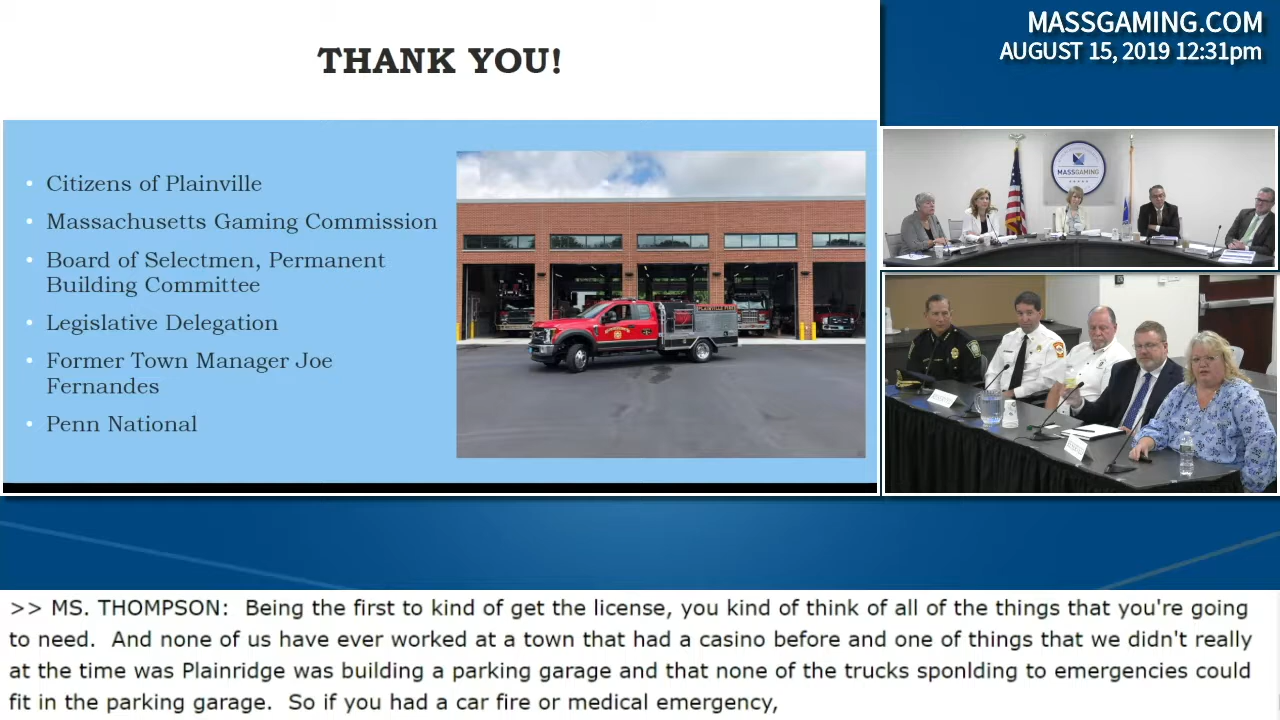 THANK YOU!
• Citizens of Plainville
• Massachusetts Gaming Commission
• Board of Selectmen, Permanent
Building Committee
• Legislative Delegation
• Former Town Manager Joe
Fernandes
• Penn National
MASSGAMING.COM
AUGUST 15, 2019 12:31pm
MASSGAMING
>> MS. THOMPSON:  Being the first to kind of get the license, you kind of think of all of the things that you're going
to need.  And none of us have ever worked at a town that had a casino before and one of things that we didn't really
at the time was Plainridge was building a parking garage and that none of the trucks sponlding to emergencies could
fit in the parking garage.  So if you had a car fire or medical emergency,